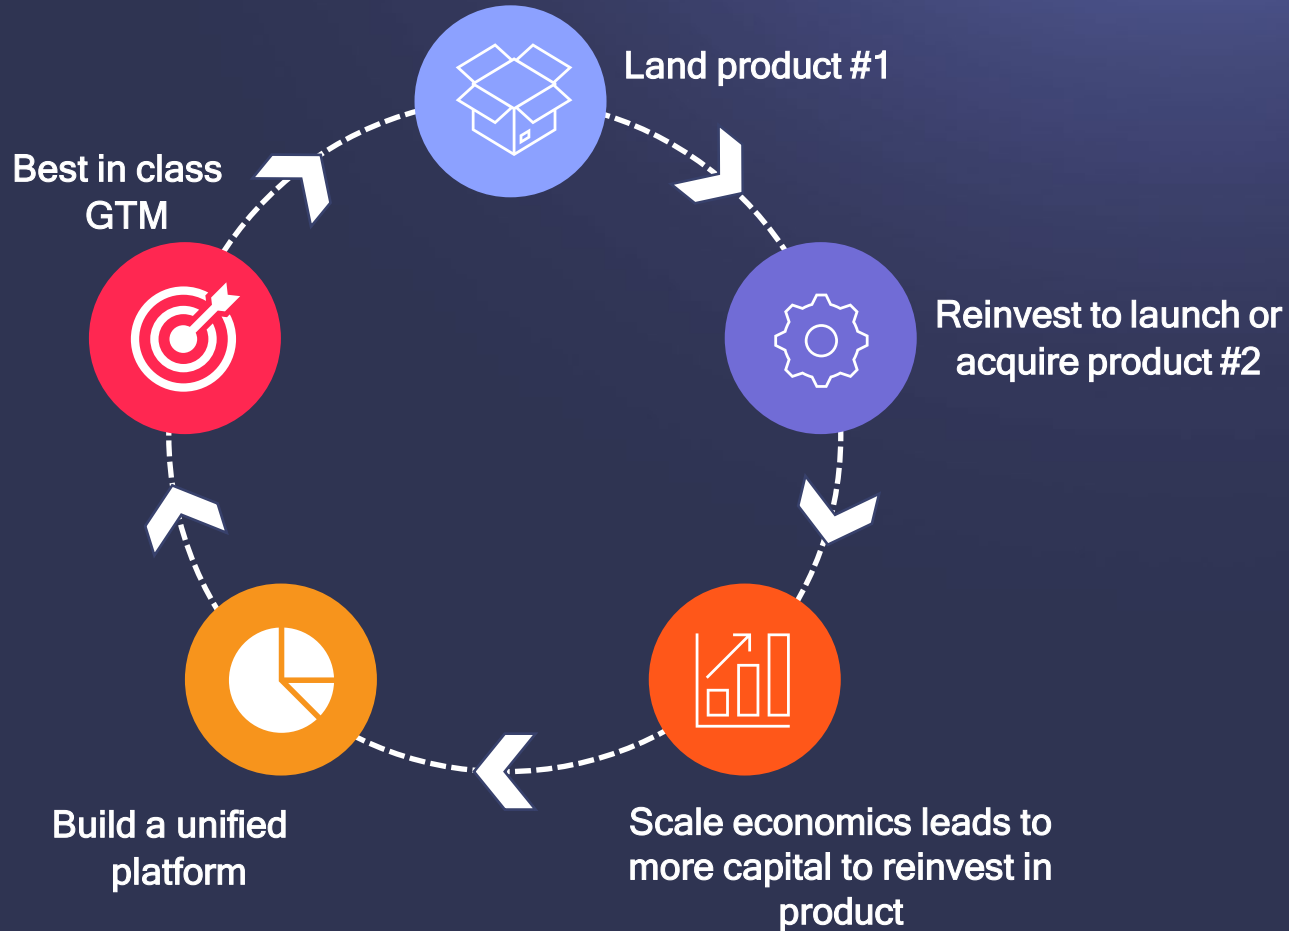 Land product #1
Best in class
GTM
Reinvest to launch or
acquire product #2
Build a unified
platform
Scale economics leads to
more capital to reinvest in
product